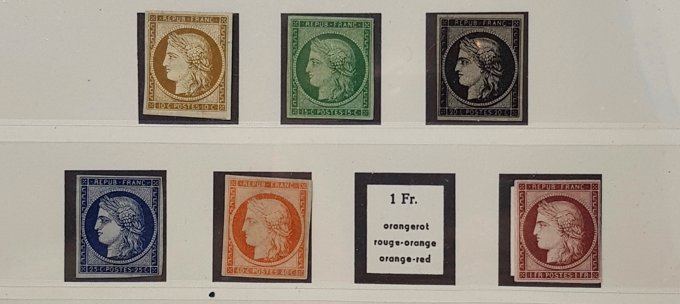 REPUB·FRANC
10·C·POSTES·10·C
REPUB·FRANC
15·C·POSTES·15·C
REPUB·FRANC
20·C·POSTES·20·C
REPUB·FRANC
25·C·POSTES·25·C
REPUB·FRANC
40·C·POSTES·40·C
1 Fr.
orangerot
rouge-orange
orange-red
REPUB·FRANC
1·FR·POSTES·1·FR